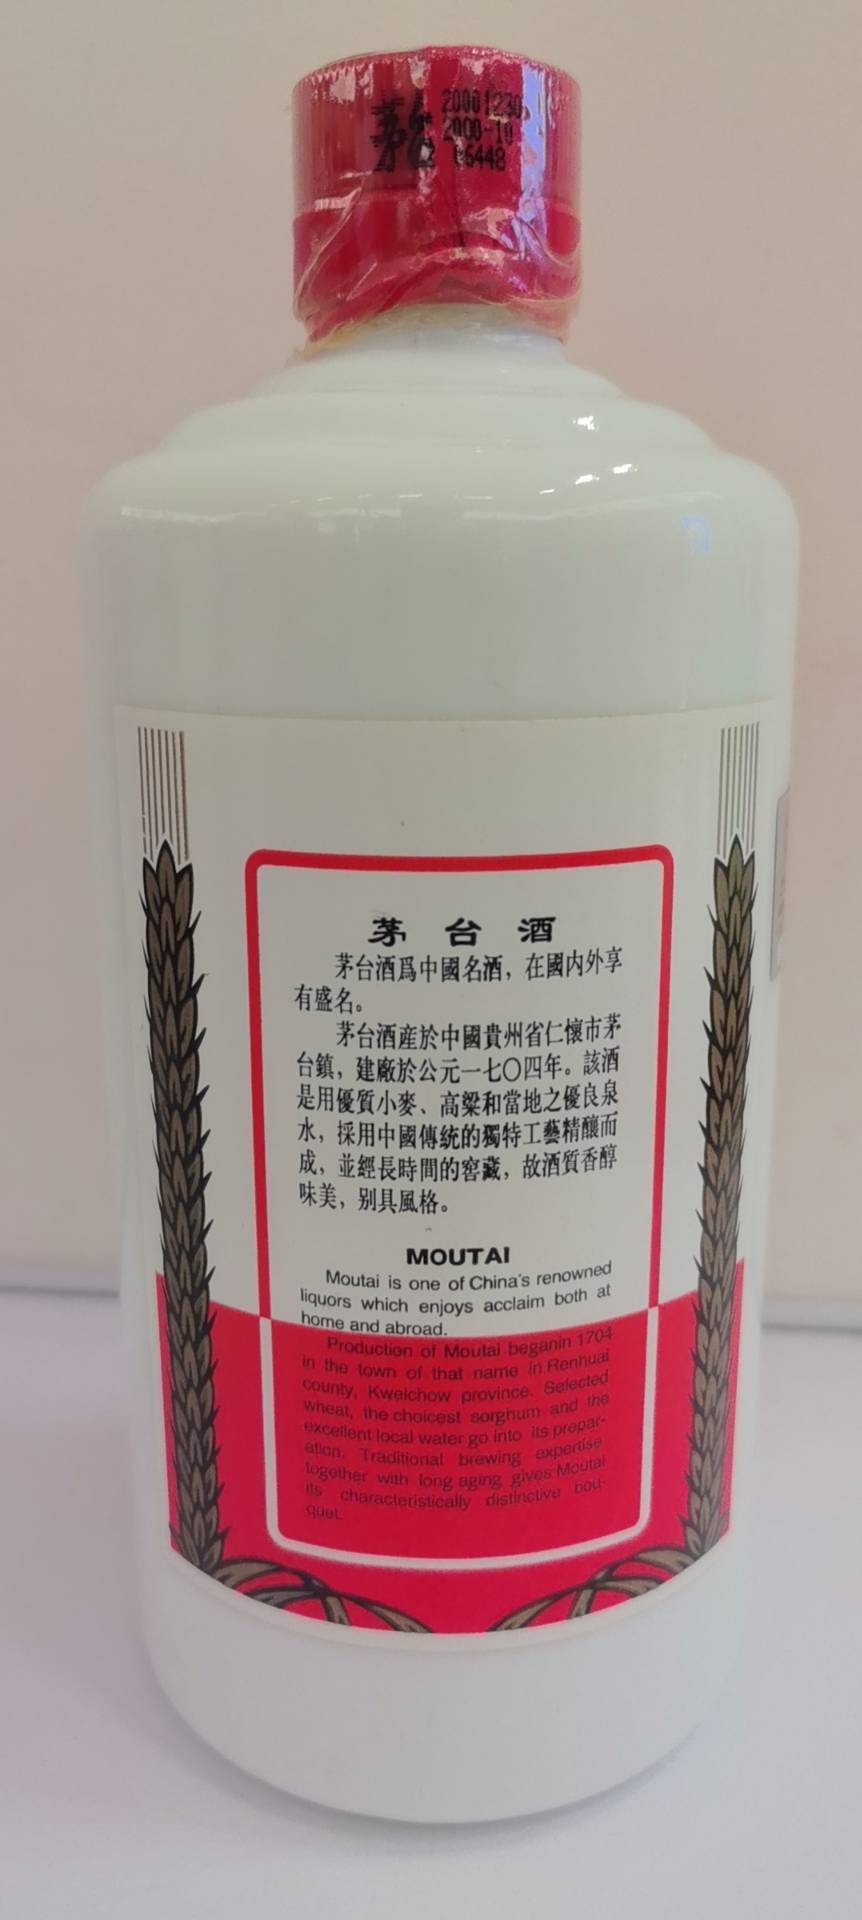 茅台
20001230
2000-10
06448
茅台酒
茅台酒爲中國名酒，在國内外享
有盛名。
茅台酒産於中國貴州省仁懷市茅
台鎮，建廠於公元一七〇四年。該酒
是用優質小麥、高粱和當地之優良泉
水，採用中國傳統的獨特工藝精釀而
成，並經長時間的窖藏，故酒質香醇
味美，别具風格。
MOUTAI
Moutai is one of China's renowned
liquors which enjoys acclaim both at
home and abroad.
Production of Moutai beganin 1704
in the town of that name in Renhuai
county, Kweichow province. Selected
wheat, the choicest sorghum and the
excellent local water go into its prepar-
ation. Traditional brewing expertise
together with long aging gives Moutai
its characteristically distinctive bou-
quet.